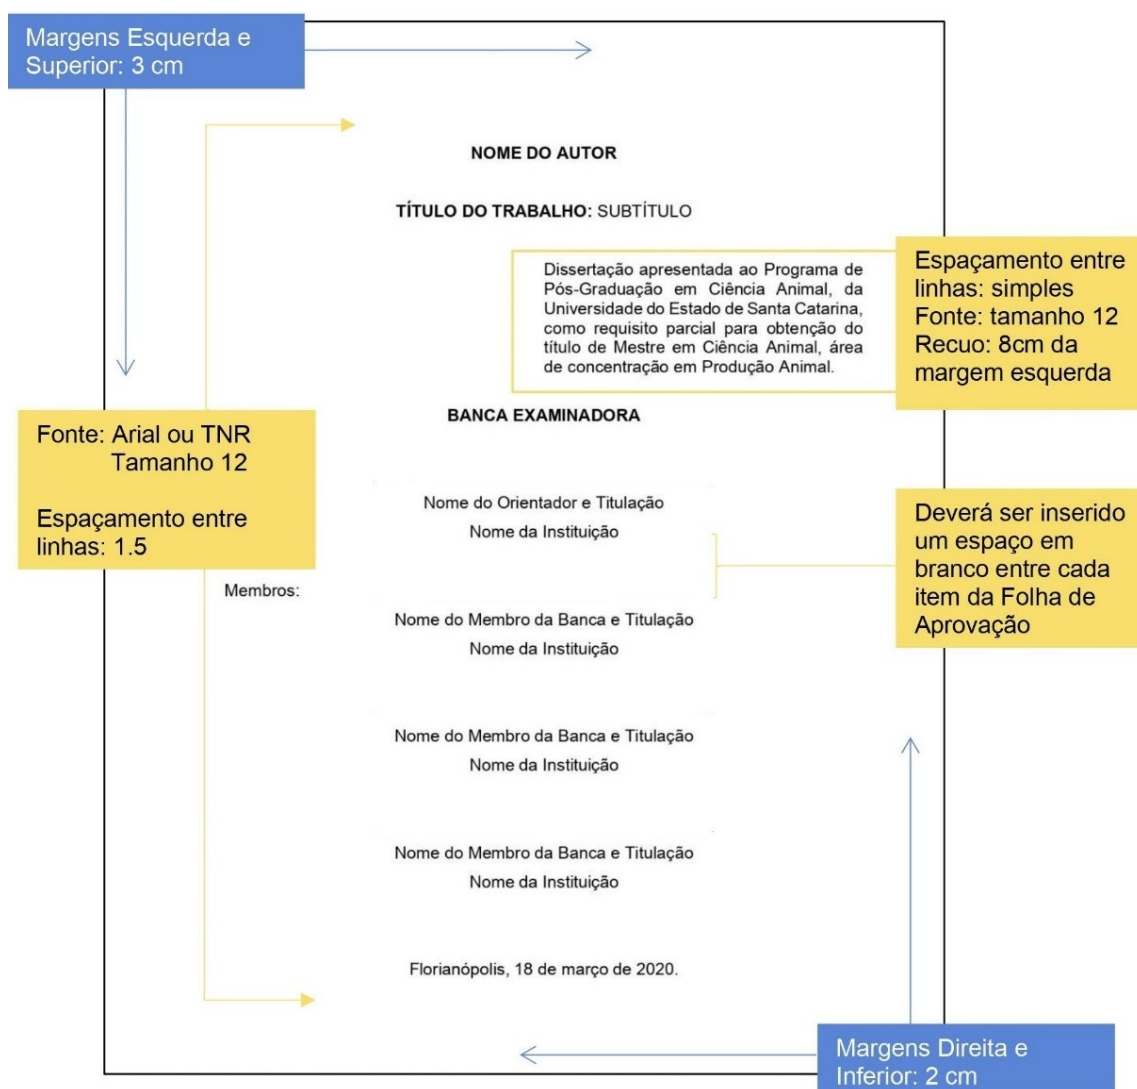 Margens Esquerda e
Superior: 3 cm
NOME DO AUTOR
TÍTULO DO TRABALHO: SUBTÍTULO
Dissertação apresentada ao Programa de
Pós-Graduação em Ciência Animal, da
Universidade do Estado de Santa Catarina,
como requisito parcial para obtenção do
título de Mestre em Ciência Animal, área
de concentração em Produção Animal.
Espaçamento entre
linhas: simples
Fonte: tamanho 12
Recuo: 8cm da
margem esquerda
BANCA EXAMINADORA
Fonte: Arial ou TNR
Tamanho 12
Espaçamento entre
linhas: 1.5
Nome do Orientador e Titulação
Nome da Instituição
Deverá ser inserido
um espaço em
branco entre cada
item da Folha de
Aprovação
Membros:
Nome do Membro da Banca e Titulação
Nome da Instituição
Nome do Membro da Banca e Titulação
Nome da Instituição
Nome do Membro da Banca e Titulação
Nome da Instituição
Florianópolis, 18 de março de 2020.
Margens Direita e
Inferior: 2 cm